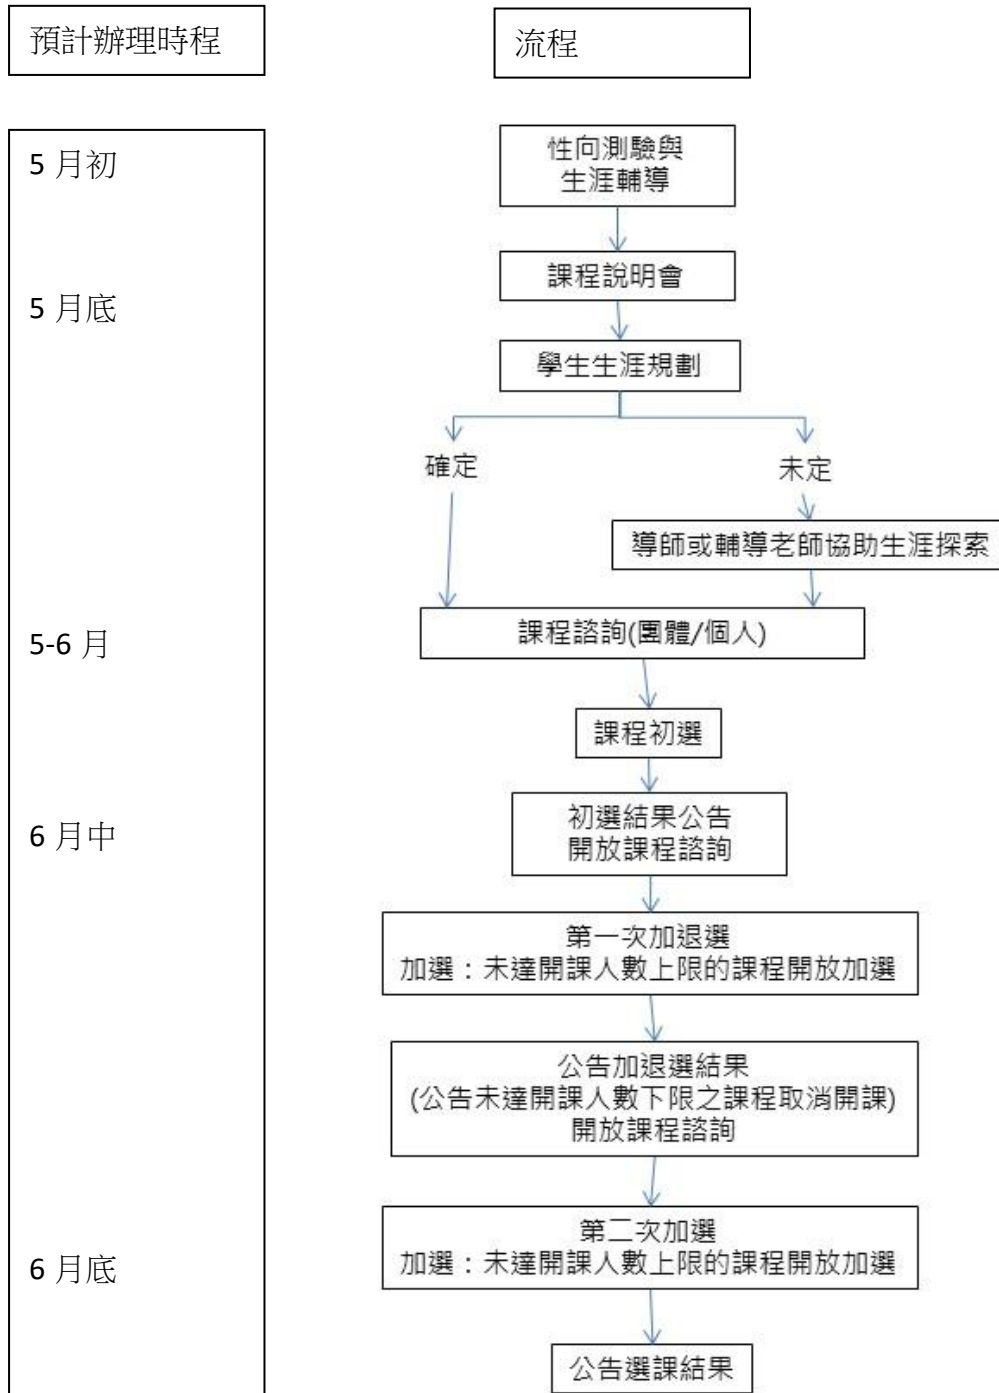 預計辦理時程
流程
5 月初
性向測驗與
生涯輔導
課程說明會
5 月底
學生生涯規劃
確定
未定
導師或輔導老師協助生涯探索
5-6 月
課程諮詢(團體/個人)
課程初選
6 月中
初選結果公告
開放課程諮詢
第一次加退選
加選：未達開課人數上限的課程開放加選
公告加退選結果
(公告未達開課人數下限之課程取消開課)
開放課程諮詢
第二次加選
加選：未達開課人數上限的課程開放加選
6 月底
公告選課結果